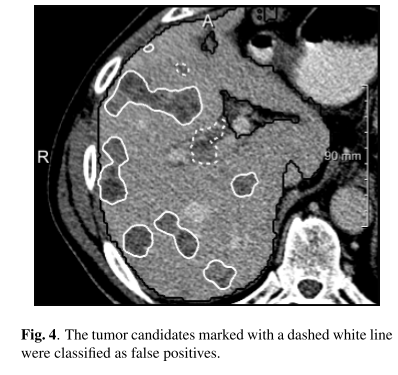 A
R
90 mm
Fig. 4. The tumor candidates marked with a dashed white line
were classified as false positives.